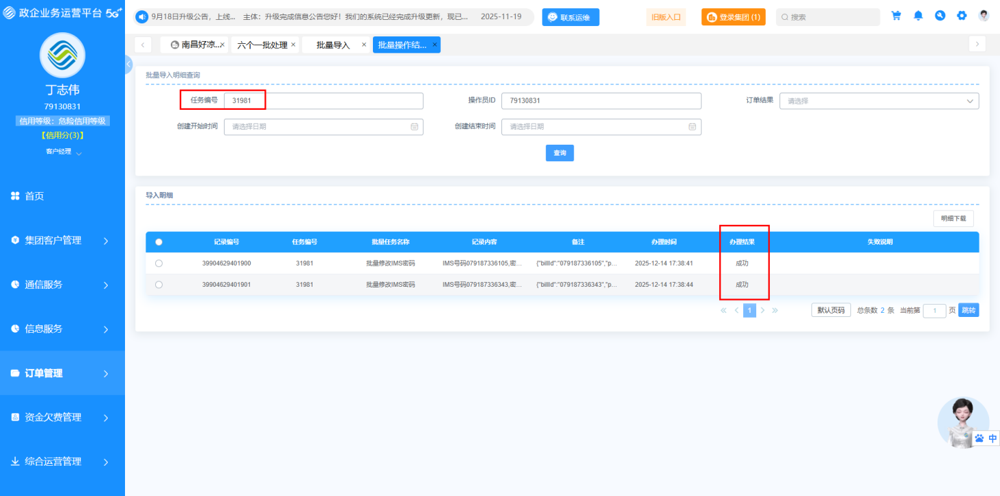 政企业务运营平台 5G+
9月18日升级公告，上线... 主体：升级完成信息公告您好！我们的系统已经完成升级更新，现已... 2025-11-19
联系运维
旧版入口
登录集团 (1)
搜索
南昌好凉...×
六个一批处理 ×
批量导入 ×
批量操作结... ×
丁志伟
79130831
信用等级：危险信用等级
【信用分(3)】
客户经理
首页
集团客户管理
通信服务
信息服务
订单管理
资金欠费管理
综合运营管理
批量导入明细查询
任务编号 31981
操作员ID 79130831
订单结果 请选择
创建开始时间 请选择日期
创建结束时间 请选择日期
查询
导入明细
明细下载
记录编号 任务编号 批量任务名称 记录内容 备注 办理时间 办理结果 失败说明
39904629401900 31981 批量修改IMS密码 IMS号码079187336105,密... {"billId":"079187336105","p... 2025-12-14 17:38:41 成功
39904629401901 31981 批量修改IMS密码 IMS号码079187336343,密... {"billId":"079187336343","p... 2025-12-14 17:38:44 成功
« < 1 > » 默认页码 总条数 2 条 当前第 1 页 跳转
中